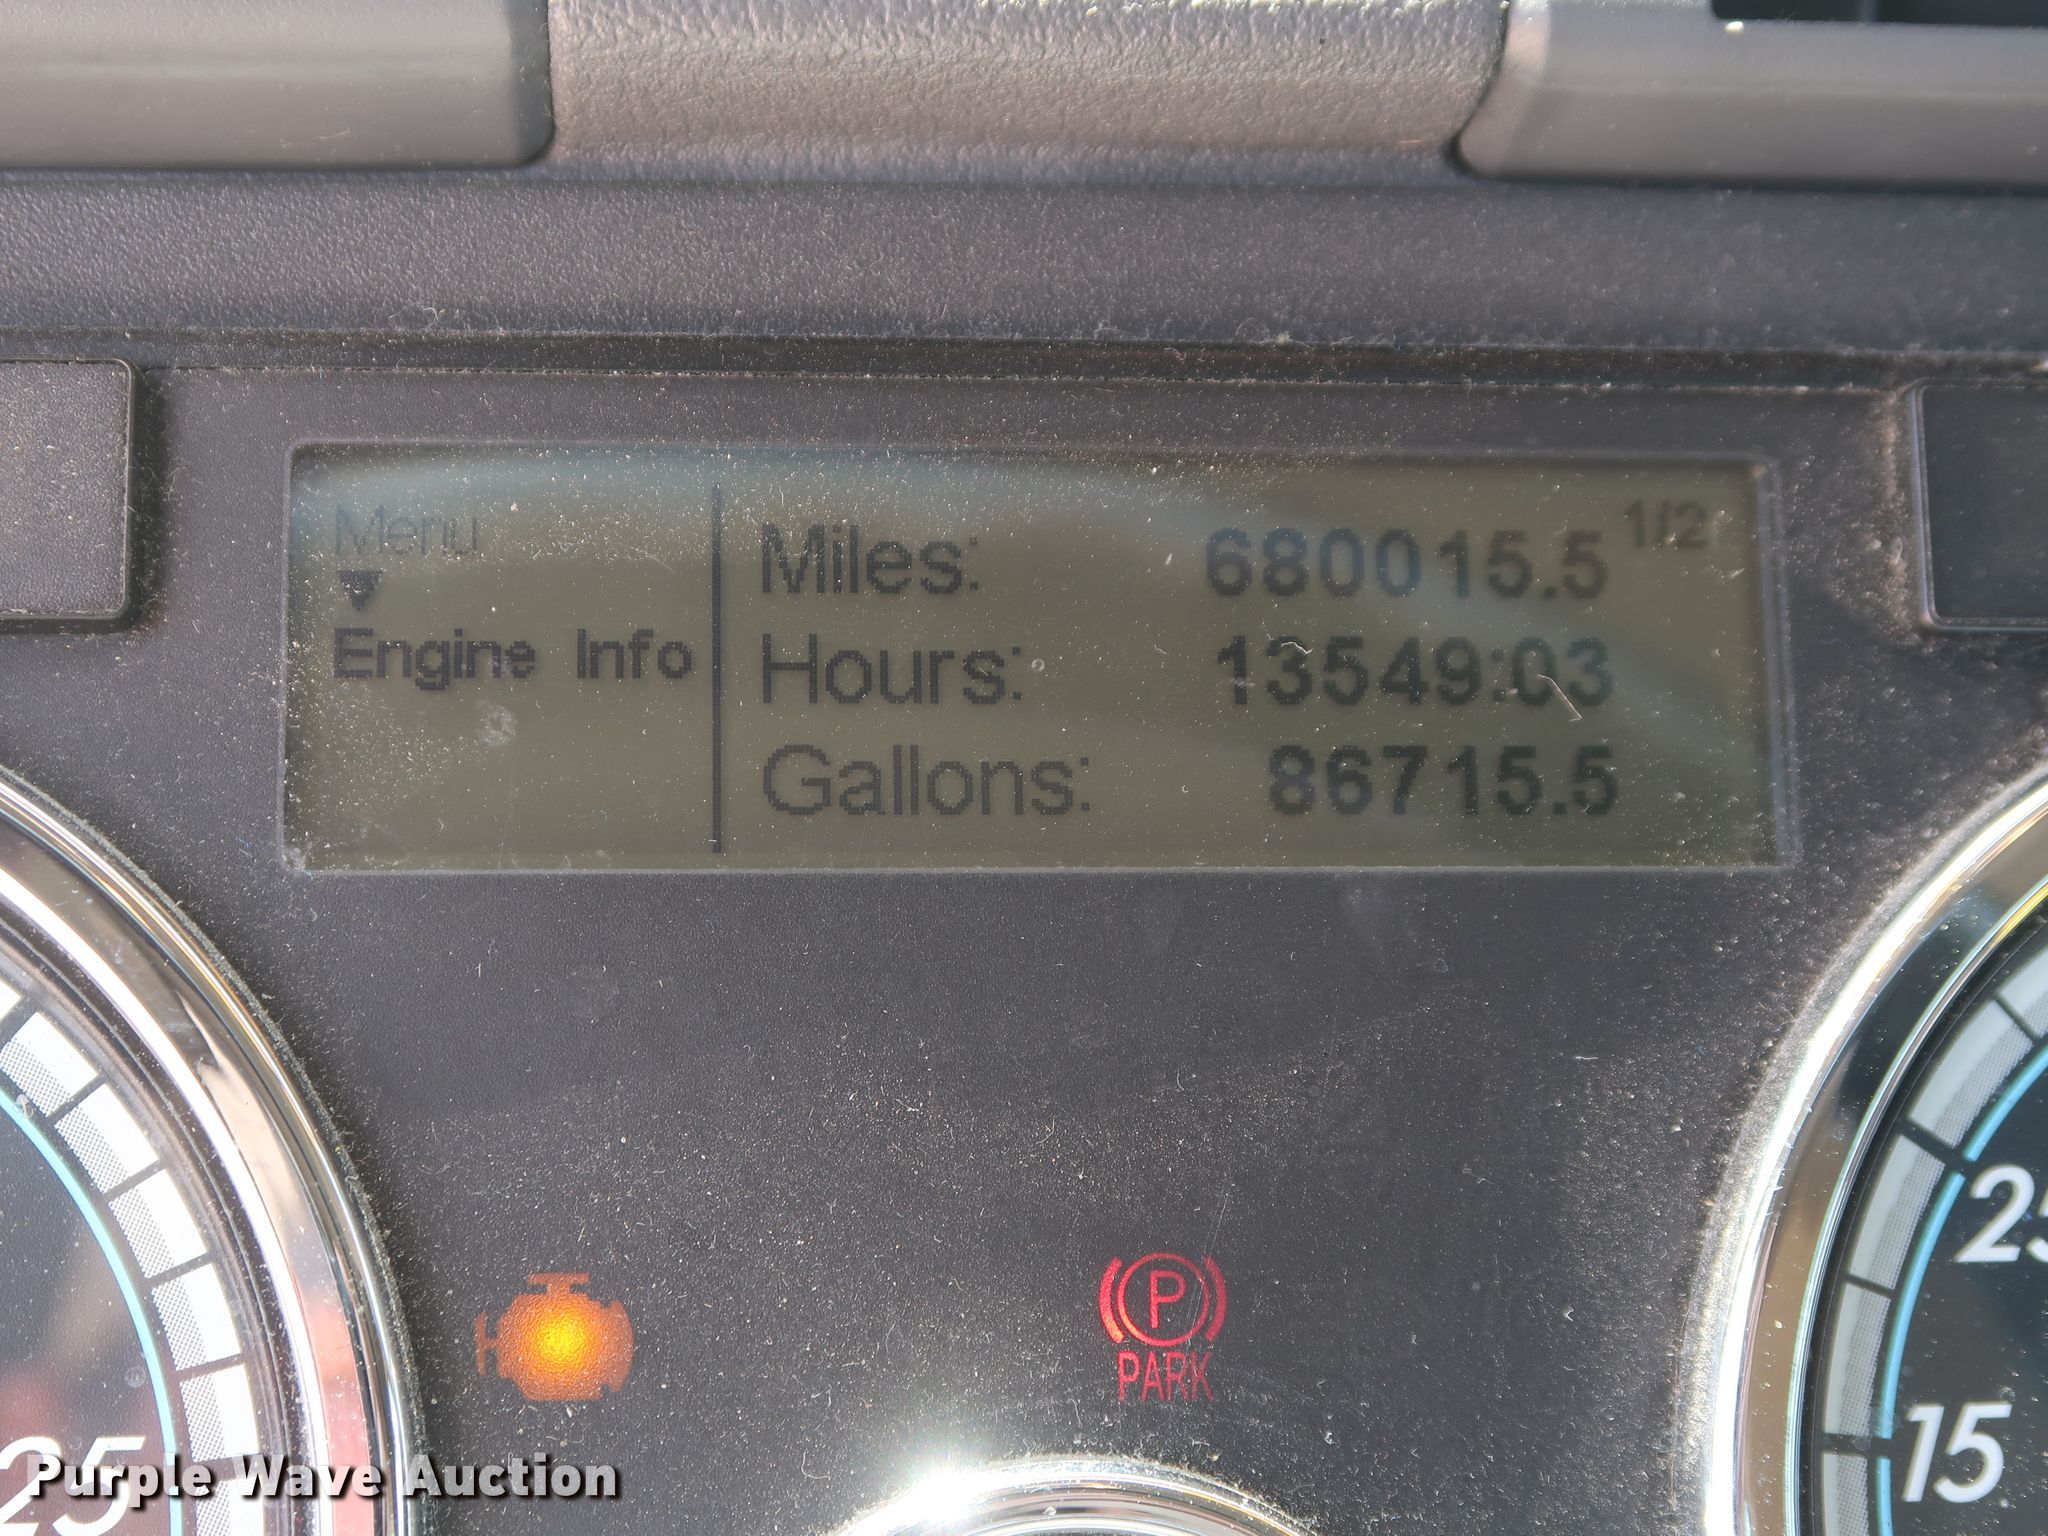 Menu
Engine Info
Miles: 680015.5 1/2
Hours: 13549:03
Gallons: 86715.5
P
PARK
25
15
25
Purple Wave Auction